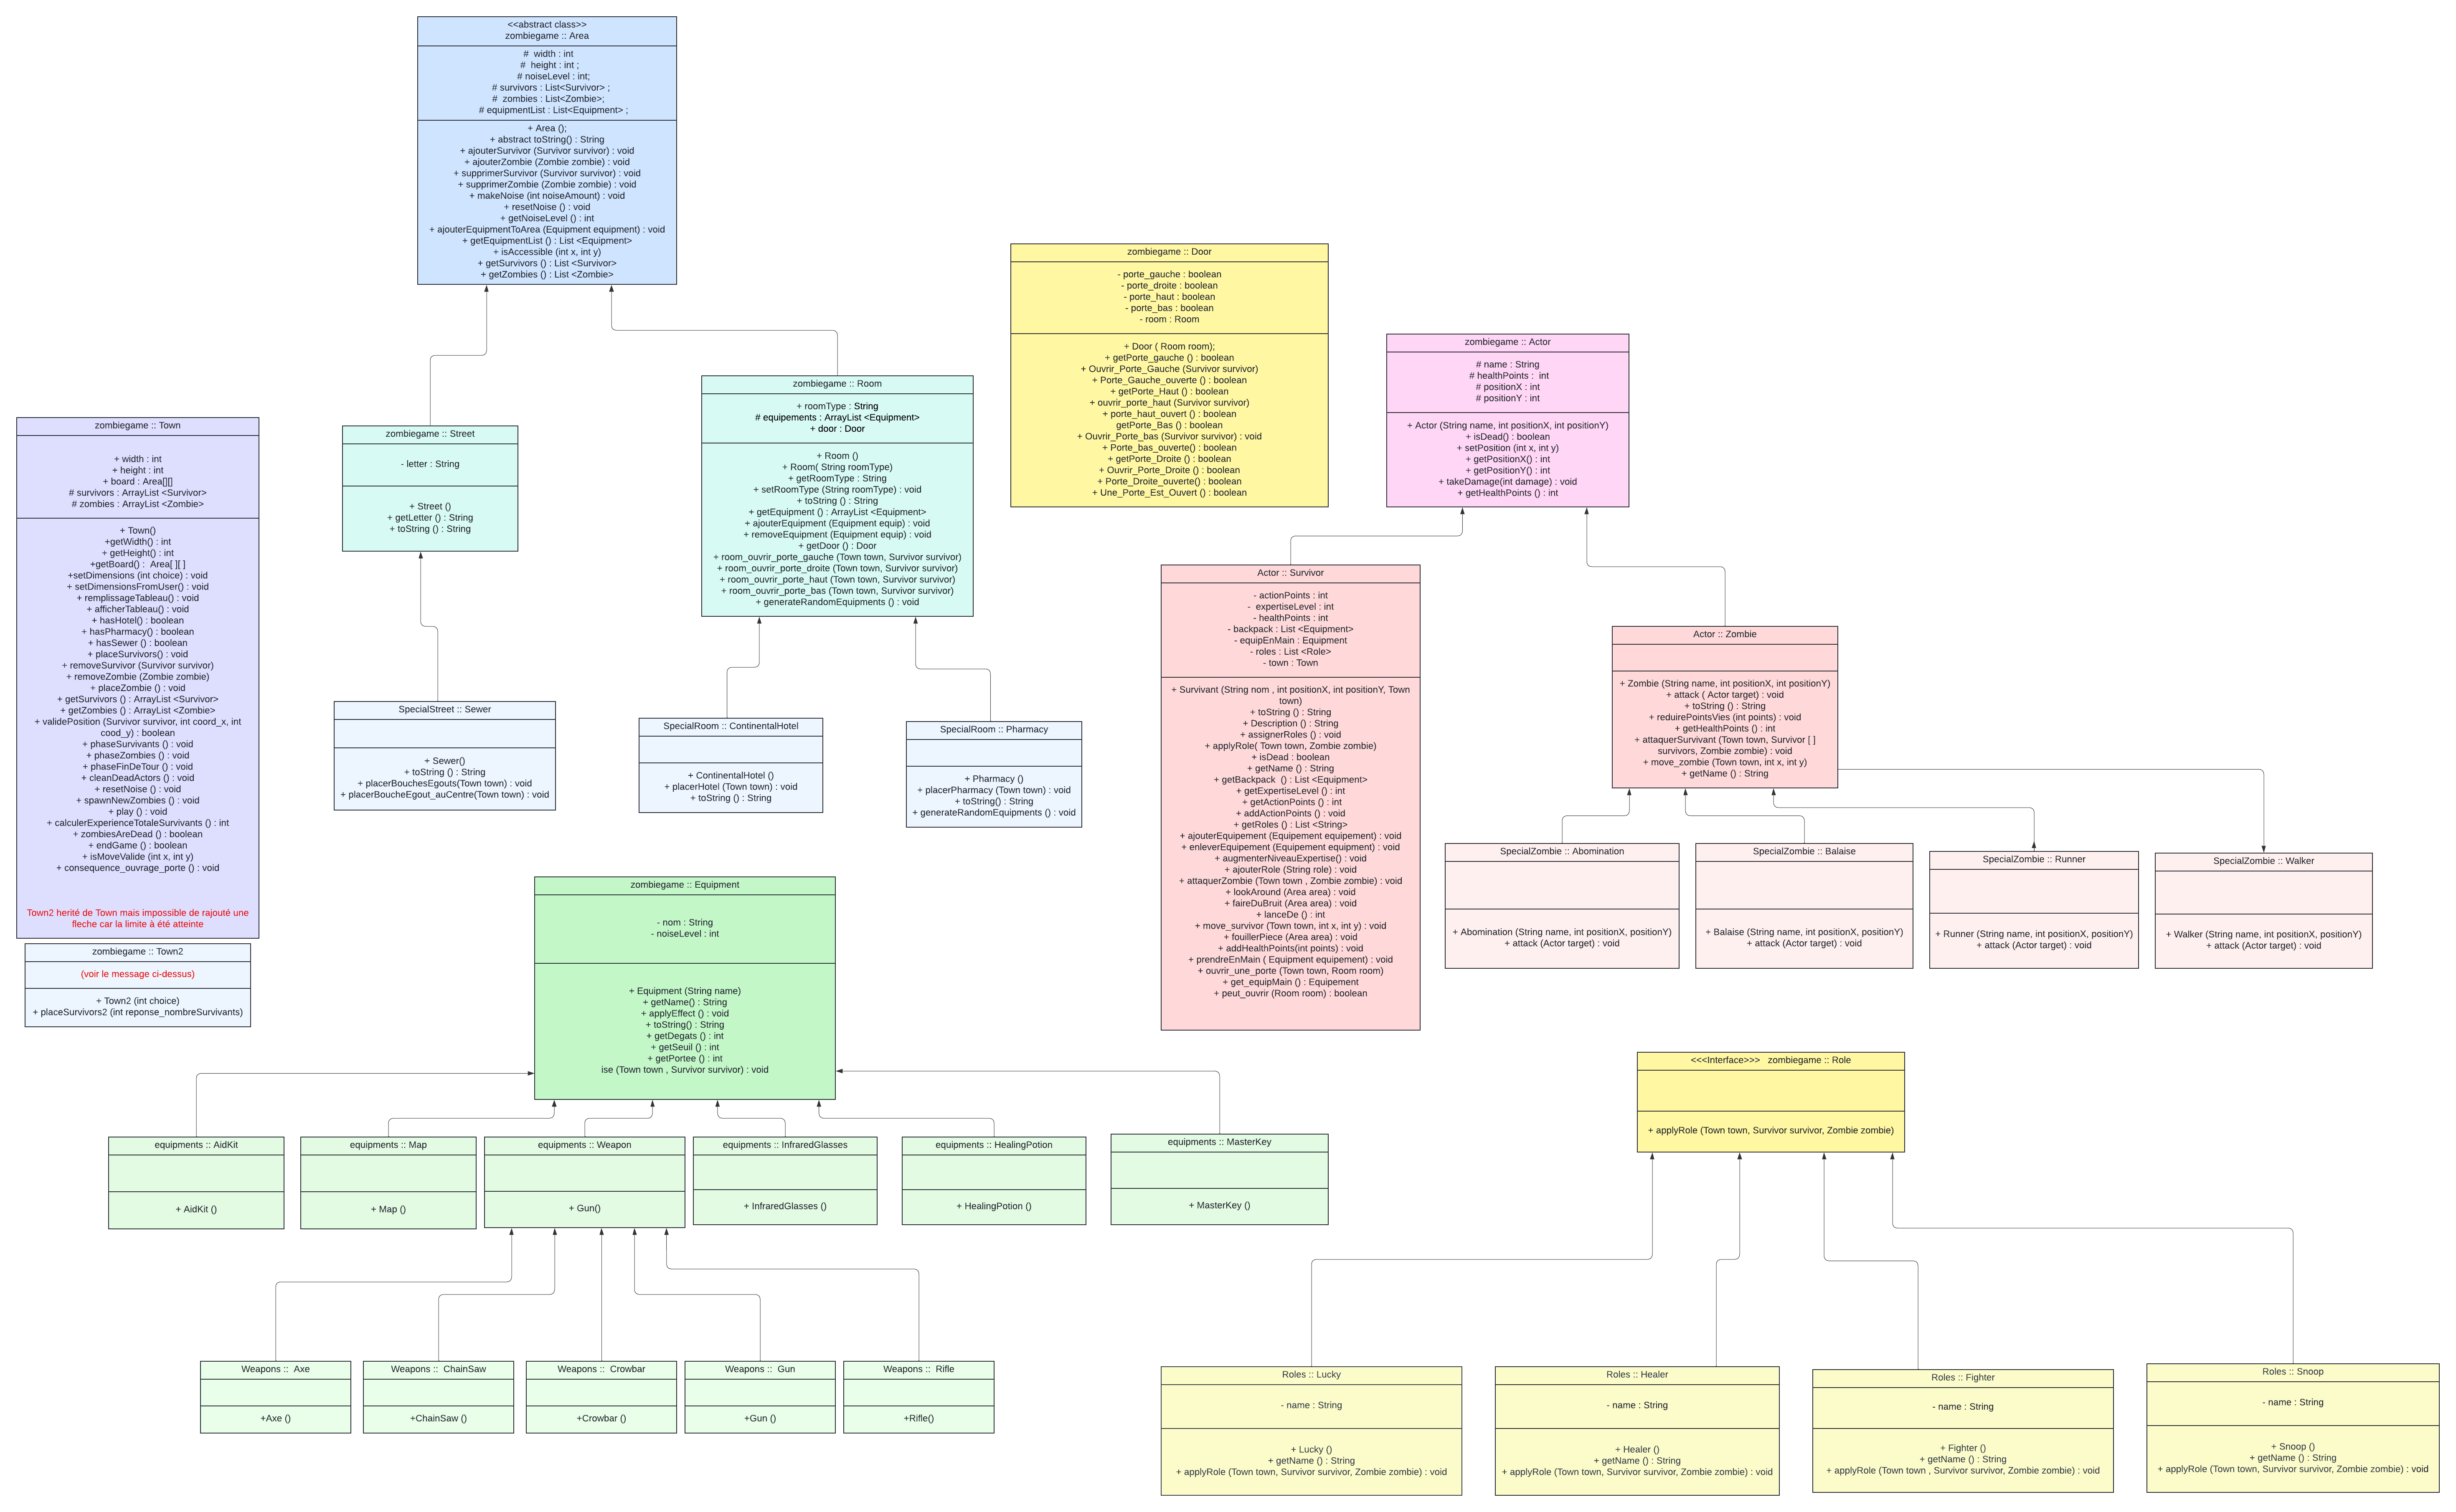 <<abstract class>>
zombiegame :: Area
# width : int
# height : int ;
# noiseLevel : int;
# survivors : List<Survivor> ;
# zombies : List<Zombie>;
# equipmentList : List<Equipment> ;
+ Area ();
+ abstract toString() : String
+ ajouterSurvivor (Survivor survivor) : void
+ ajouterZombie (Zombie zombie) : void
+ supprimerSurvivor (Survivor survivor) : void
+ supprimerZombie (Zombie zombie) : void
+ makeNoise (int noiseAmount) : void
+ resetNoise () : void
+ getNoiseLevel () : int
+ ajouterEquipmentToArea (Equipment equipment) : void
+ getEquipmentList () : List <Equipment>
+ isAccessible (int x, int y)
+ getSurvivors () : List <Survivor>
+ getZombies () : List <Zombie>
zombiegame :: Door
- porte_gauche : boolean
- porte_droite : boolean
- porte_haut : boolean
- porte_bas : boolean
- room : Room
+ Door ( Room room);
+ getPorte_gauche () : boolean
+ Ouvrir_Porte_Gauche (Survivor survivor)
+ Porte_Gauche_ouverte () : boolean
+ getPorte_Haut () : boolean
+ ouvrir_porte_haut (Survivor survivor)
+ porte_haut_ouvert () : boolean
getPorte_Bas () : boolean
+ Ouvrir_Porte_bas (Survivor survivor) : void
+ Porte_bas_ouverte() : boolean
+ getPorte_Droite () : boolean
+ Ouvrir_Porte_Droite () : boolean
+ Porte_Droite_ouverte() : boolean
+ Une_Porte_Est_Ouvert () : boolean
zombiegame :: Actor
# name : String
# healthPoints : int
# positionX : int
# positionY : int
+ Actor (String name, int positionX, int positionY)
+ isDead() : boolean
+ setPosition (int x, int y)
+ getPositionX() : int
+ getPositionY() : int
+ takeDamage(int damage) : void
+ getHealthPoints () : int
zombiegame :: Town
+ width : int
+ height : int
+ board : Area[][]
# survivors : ArrayList <Survivor>
# zombies : ArrayList <Zombie>
+ Town()
+getWidth() : int
+ getHeight() : int
+getBoard() : Area[ ][ ]
+setDimensions (int choice) : void
+ setDimensionsFromUser() : void
+ remplissageTableau() : void
+ afficherTableau() : void
+ hasHotel() : boolean
+ hasPharmacy() : boolean
+ hasSewer () : boolean
+ placeSurvivors() : void
+ removeSurvivor (Survivor survivor)
+ removeZombie (Zombie zombie)
+ placeZombie () : void
+ getSurvivors () : ArrayList <Survivor>
+ getZombies () : ArrayList <Zombie>
+ validePosition (Survivor survivor, int coord_x, int
cood_y) : boolean
+ phaseSurvivants () : void
+ phaseZombies () : void
+ phaseFinDeTour () : void
+ cleanDeadActors () : void
+ resetNoise () : void
+ spawnNewZombies () : void
+ play () : void
+ calculerExperienceTotaleSurvivants () : int
+ zombiesAreDead () : boolean
+ endGame () : boolean
+ isMoveValide (int x, int y)
+ consequence_ouvrage_porte () : void
Town2 herité de Town mais impossible de rajouté une
fleche car la limite à été atteinte
zombiegame :: Town2
(voir le message ci-dessus)
+ Town2 (int choice)
+ placeSurvivors2 (int reponse_nombreSurvivants)
zombiegame :: Street
- letter : String
+ Street ()
+ getLetter () : String
+ toString () : String
zombiegame :: Room
+ roomType : String
# equipements : ArrayList <Equipment>
+ door : Door
+ Room ()
+ Room( String roomType)
+ getRoomType : String
+ setRoomType (String roomType) : void
+ toString () : String
+ getEquipment () : ArrayList <Equipment>
+ ajouterEquipment (Equipment equip) : void
+ removeEquipment (Equipment equip) : void
+ getDoor () : Door
+ room_ouvrir_porte_gauche (Town town, Survivor survivor)
+ room_ouvrir_porte_droite (Town town, Survivor survivor)
+ room_ouvrir_porte_haut (Town town, Survivor survivor)
+ room_ouvrir_porte_bas (Town town, Survivor survivor)
+ generateRandomEquipments () : void
SpecialStreet :: Sewer
+ Sewer()
+ toString () : String
+ placerBouchesEgouts(Town town) : void
+ placerBoucheEgout_auCentre(Town town) : void
SpecialRoom :: ContinentalHotel
+ ContinentalHotel ()
+ placerHotel (Town town) : void
+ toString () : String
SpecialRoom :: Pharmacy
+ Pharmacy ()
+ placerPharmacy (Town town) : void
+ toString() : String
+ generateRandomEquipments () : void
Actor :: Survivor
- actionPoints : int
- expertiseLevel : int
- healthPoints : int
- backpack : List <Equipment>
- equipEnMain : Equipment
- roles : List <Role>
- town : Town
+ Survivant (String nom , int positionX, int positionY, Town
town)
+ toString () : String
+ Description () : String
+ assignerRoles () : void
+ applyRole( Town town, Zombie zombie)
+ isDead : boolean
+ getName () : String
+ getBackpack () : List <Equipment>
+ getExpertiseLevel () : int
+ getActionPoints () : int
+ addActionPoints () : void
+ getRoles () : List <String>
+ ajouterEquipement (Equipement equipement) : void
+ enleverEquipement (Equipement equipment) : void
+ augmenterNiveauExpertise() : void
+ ajouterRole (String role) : void
+ attaquerZombie (Town town , Zombie zombie) : void
+ lookAround (Area area) : void
+ faireDuBruit (Area area) : void
+ lanceDe () : int
+ move_survivor (Town town, int x, int y) : void
+ fouillerPiece (Area area) : void
+ addHealthPoints(int points) : void
+ prendreEnMain ( Equipment equipement) : void
+ ouvrir_une_porte (Town town, Room room)
+ get_equipMain () : Equipement
+ peut_ouvrir (Room room) : boolean
Actor :: Zombie
+ Zombie (String name, int positionX, int positionY)
+ attack ( Actor target) : void
+ toString () : String
+ reduirePointsVies (int points) : void
+ getHealthPoints () : int
+ attaquerSurvivant (Town town, Survivor [ ]
survivors, Zombie zombie) : void
+ move_zombie (Town town, int x, int y)
+ getName () : String
SpecialZombie :: Abomination
+ Abomination (String name, int positionX, positionY)
+ attack (Actor target) : void
SpecialZombie :: Balaise
+ Balaise (String name, int positionX, positionY)
+ attack (Actor target) : void
SpecialZombie :: Runner
+ Runner (String name, int positionX, positionY)
+ attack (Actor target) : void
SpecialZombie :: Walker
+ Walker (String name, int positionX, positionY)
+ attack (Actor target) : void
zombiegame :: Equipment
- nom : String
- noiseLevel : int
+ Equipment (String name)
+ getName() : String
+ applyEffect () : void
+ toString() : String
+ getDegats () : int
+ getSeuil () : int
+ getPortee () : int
ise (Town town , Survivor survivor) : void
equipments :: AidKit
+ AidKit ()
equipments :: Map
+ Map ()
equipments :: Weapon
+ Gun()
equipments :: InfraredGlasses
+ InfraredGlasses ()
equipments :: HealingPotion
+ HealingPotion ()
equipments :: MasterKey
+ MasterKey ()
Weapons :: Axe
+Axe ()
Weapons :: ChainSaw
+ChainSaw ()
Weapons :: Crowbar
+Crowbar ()
Weapons :: Gun
+Gun ()
Weapons :: Rifle
+Rifle()
<<<Interface>>> zombiegame :: Role
+ applyRole (Town town, Survivor survivor, Zombie zombie)
Roles :: Lucky
- name : String
+ Lucky ()
+ getName () : String
+ applyRole (Town town, Survivor survivor, Zombie zombie) : void
Roles :: Healer
- name : String
+ Healer ()
+ getName () : String
+ applyRole (Town town, Survivor survivor, Zombie zombie) : void
Roles :: Fighter
- name : String
+ Fighter ()
+ getName () : String
+ applyRole (Town town , Survivor survivor, Zombie zombie) : void
Roles :: Snoop
- name : String
+ Snoop ()
+ getName () : String
+ applyRole (Town town, Survivor survivor, Zombie zombie) : void